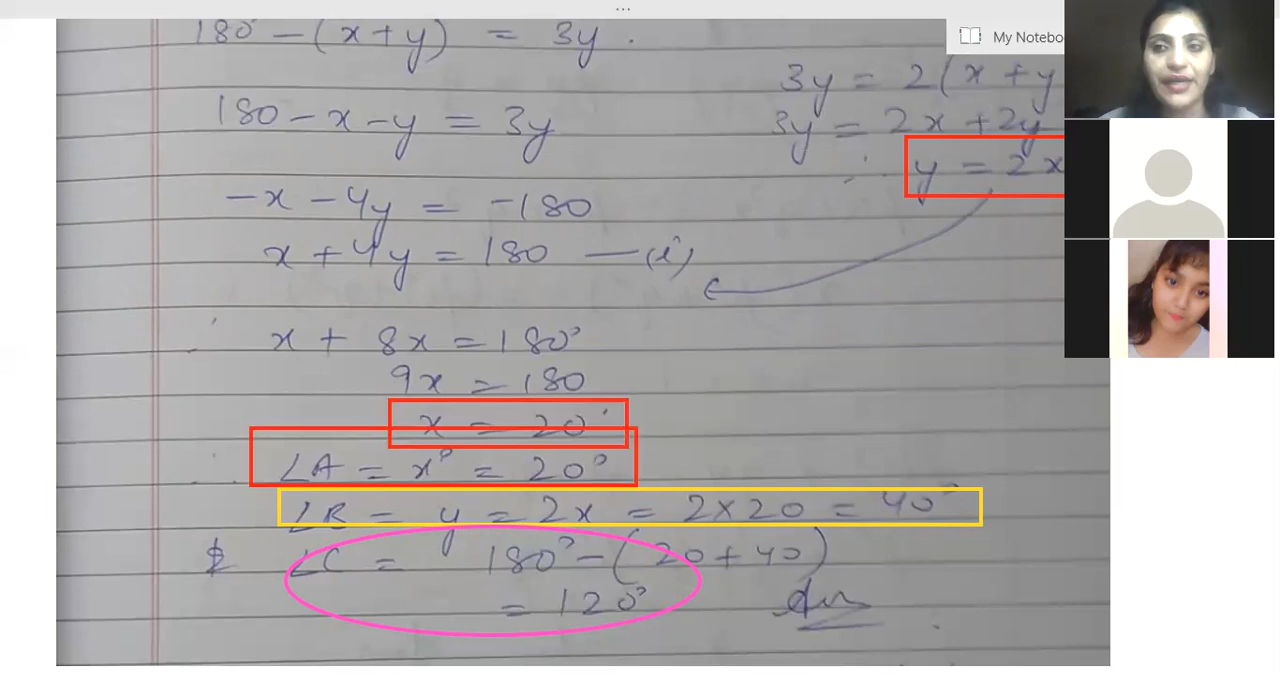 180° - (x + y) = 3y .
180 - x - y = 3y
- x - 4y = -180
x + 4y = 180 — (i)
3y = 2(x + y
3y = 2x + 2y
∴ y = 2x
x + 8x = 180°
9x = 180
x = 20°
∠A = x° = 20°
∠B = y = 2x = 2×20 = 40°
∠C = 180° - (20 + 40)
= 120°
Ans
My Notebo